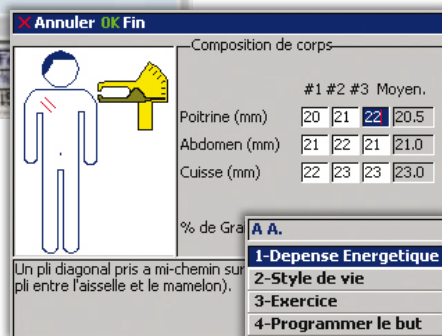 Annuler OK Fin
Composition de corps
#1 #2 #3 Moyen.
Poitrine (mm) 20 21 22 20.5
Abdomen (mm) 21 22 21 21.0
Cuisse (mm) 22 23 23 23.0
% de Gra
A A.
1-Depense Energetique
2-Style de vie
3-Exercice
4-Programmer le but
Un pli diagonal pris a mi-chemin sur
pli entre l'aisselle et le mamelon).